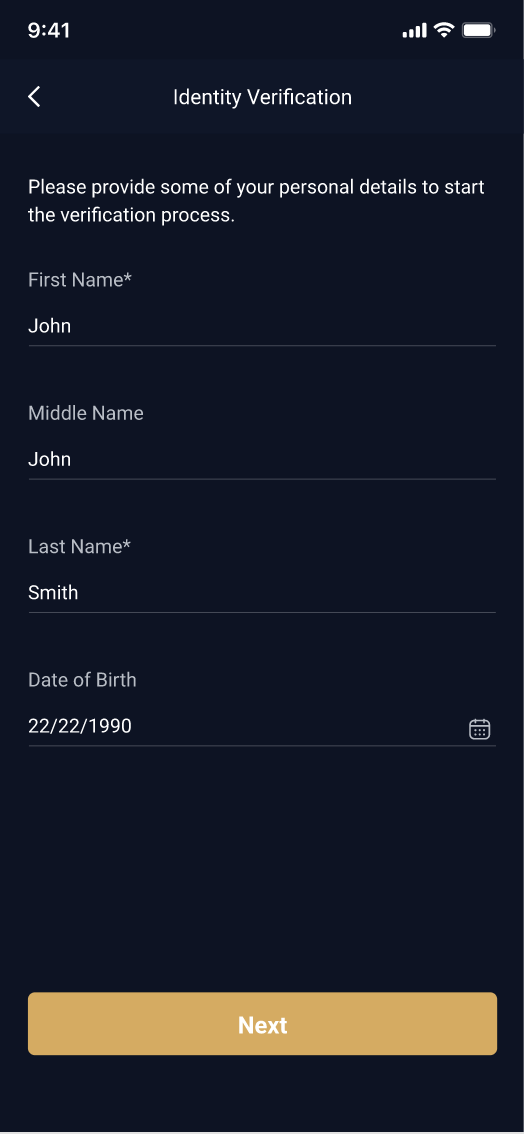 9:41
Identity Verification
Please provide some of your personal details to start
the verification process.
First Name*
John
Middle Name
John
Last Name*
Smith
Date of Birth
22/22/1990
Next